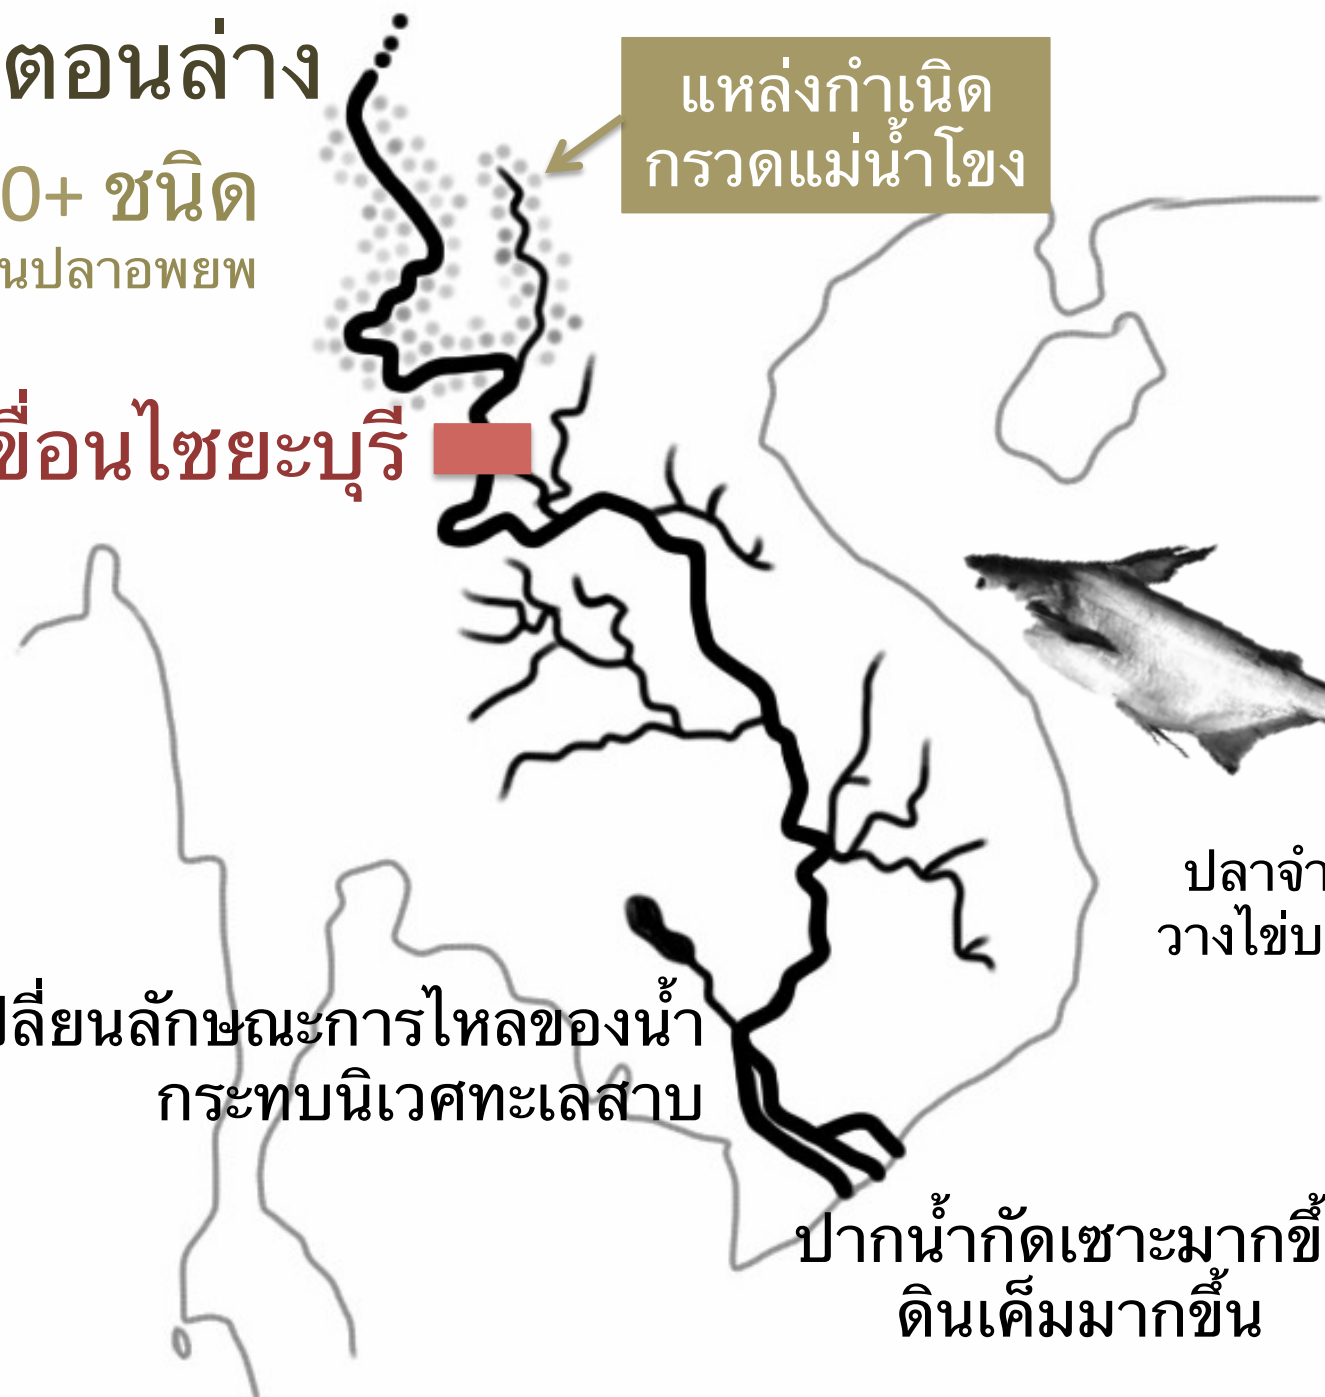 ตอนล่าง
แหล่งกำเนิด
กรวดแม่น้ำโขง
0+ ชนิด
นปลาอพยพ
ขื่อนไซยะบุรี
ปลาจำ
วางไข่บ
ปลี่ยนลักษณะการไหลของน้ำ
กระทบนิเวศทะเลสาบ
ปากน้ำกัดเซาะมากขึ้
ดินเค็มมากขึ้น